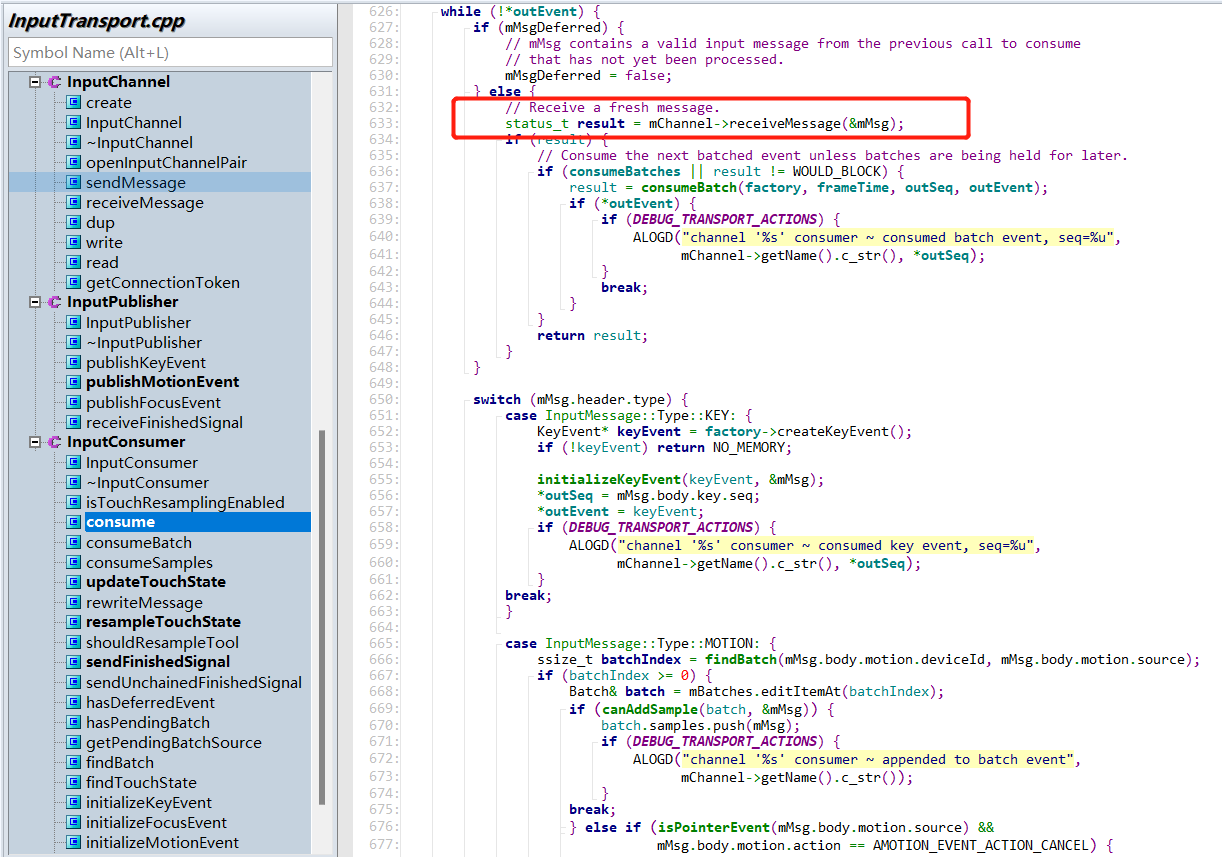 InputTransport.cpp
Symbol Name (Alt+L)
InputChannel
create
InputChannel
~InputChannel
openInputChannelPair
sendMessage
receiveMessage
dup
write
read
getConnectionToken
InputPublisher
InputPublisher
~InputPublisher
publishKeyEvent
publishMotionEvent
publishFocusEvent
receiveFinishedSignal
InputConsumer
InputConsumer
~InputConsumer
isTouchResamplingEnabled
consume
consumeBatch
consumeSamples
updateTouchState
rewriteMessage
resampleTouchState
shouldResampleTool
sendFinishedSignal
sendUnchainedFinishedSignal
hasDeferredEvent
hasPendingBatch
getPendingBatchSource
findBatch
findTouchState
initializeKeyEvent
initializeFocusEvent
initializeMotionEvent
626: while (!*outEvent) {
627: if (mMsgDeferred) {
628: // mMsg contains a valid input message from the previous call to consume
629: // that has not yet been processed.
630: mMsgDeferred = false;
631: } else {
632: // Receive a fresh message.
633: status_t result = mChannel->receiveMessage(&mMsg);
634: if (result) {
635: // Consume the next batched event unless batches are being held for later.
636: if (consumeBatches || result != WOULD_BLOCK) {
637: result = consumeBatch(factory, frameTime, outSeq, outEvent);
638: if (*outEvent) {
639: if (DEBUG_TRANSPORT_ACTIONS) {
640: ALOGD("channel '%s' consumer ~ consumed batch event, seq=%u",
641: mChannel->getName().c_str(), *outSeq);
642: }
643: break;
644: }
645: }
646: return result;
647: }
648: }
649:
650: switch (mMsg.header.type) {
651: case InputMessage::Type::KEY: {
652: KeyEvent* keyEvent = factory->createKeyEvent();
653: if (!keyEvent) return NO_MEMORY;
654:
655: initializeKeyEvent(keyEvent, &mMsg);
656: *outSeq = mMsg.body.key.seq;
657: *outEvent = keyEvent;
658: if (DEBUG_TRANSPORT_ACTIONS) {
659: ALOGD("channel '%s' consumer ~ consumed key event, seq=%u",
660: mChannel->getName().c_str(), *outSeq);
661: }
662: break;
663: }
664:
665: case InputMessage::Type::MOTION: {
666: ssize_t batchIndex = findBatch(mMsg.body.motion.deviceId, mMsg.body.motion.source);
667: if (batchIndex >= 0) {
668: Batch& batch = mBatches.editItemAt(batchIndex);
669: if (canAddSample(batch, &mMsg)) {
670: batch.samples.push(mMsg);
671: if (DEBUG_TRANSPORT_ACTIONS) {
672: ALOGD("channel '%s' consumer ~ appended to batch event",
673: mChannel->getName().c_str());
674: }
675: break;
676: } else if (isPointerEvent(mMsg.body.motion.source) &&
677: mMsg.body.motion.action == AMOTION_EVENT_ACTION_CANCEL) {